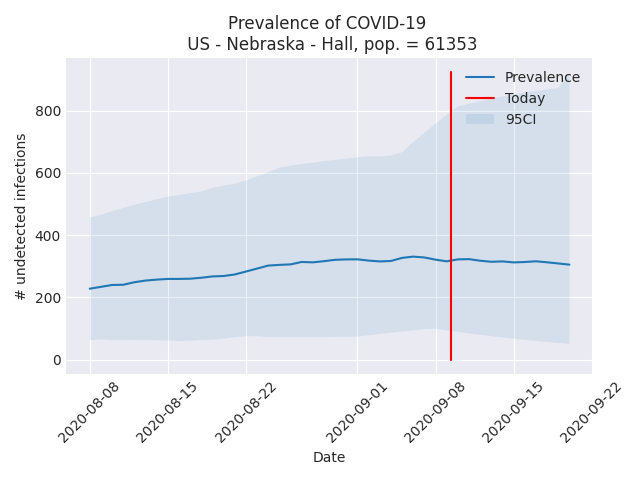 Prevalence of COVID-19
US - Nebraska - Hall, pop. = 61353
Prevalence
Today
95CI
# undetected infections
800
600
400
200
0
2020-08-08
2020-08-15
2020-08-22
2020-09-01
2020-09-08
2020-09-15
2020-09-22
Date